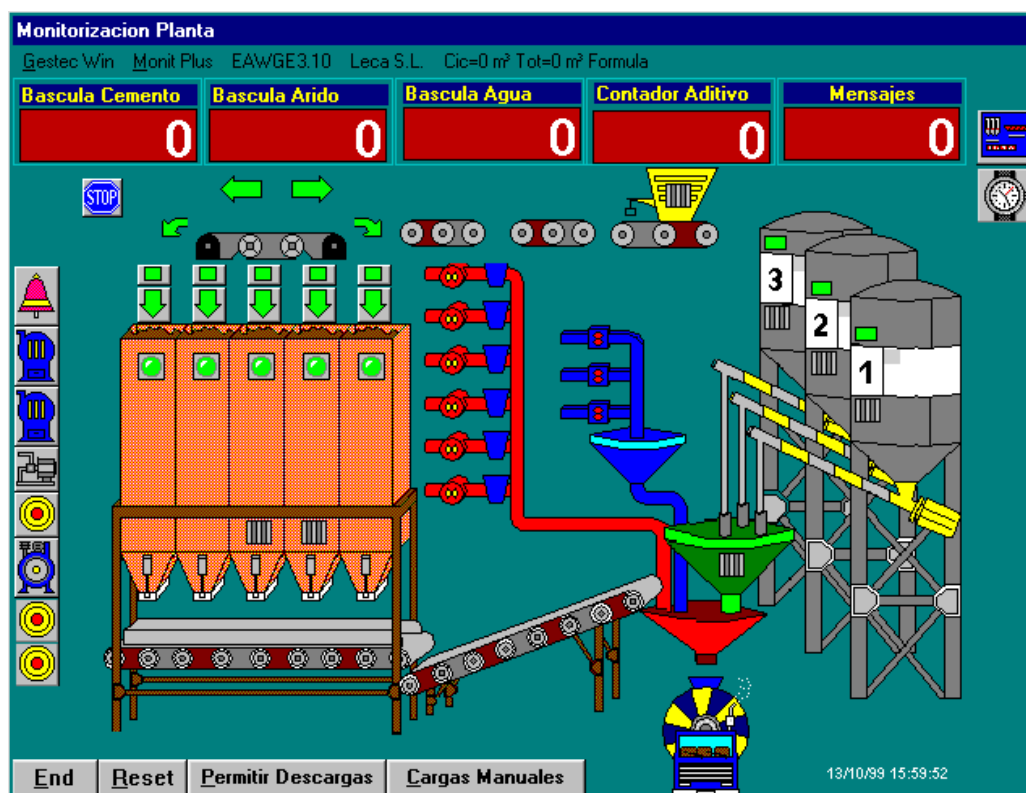 Monitorizacion Planta
Gestec Win Monit Plus EAWGE3.10 Leca S.L. Cic=0 m³ Tot=0 m³ Formula
Bascula Cemento Bascula Arido Bascula Agua Contador Aditivo Mensajes
0 0 0 0 0
STOP
3
2
1
End Reset Permitir Descargas Cargas Manuales
13/10/99 15:59:52